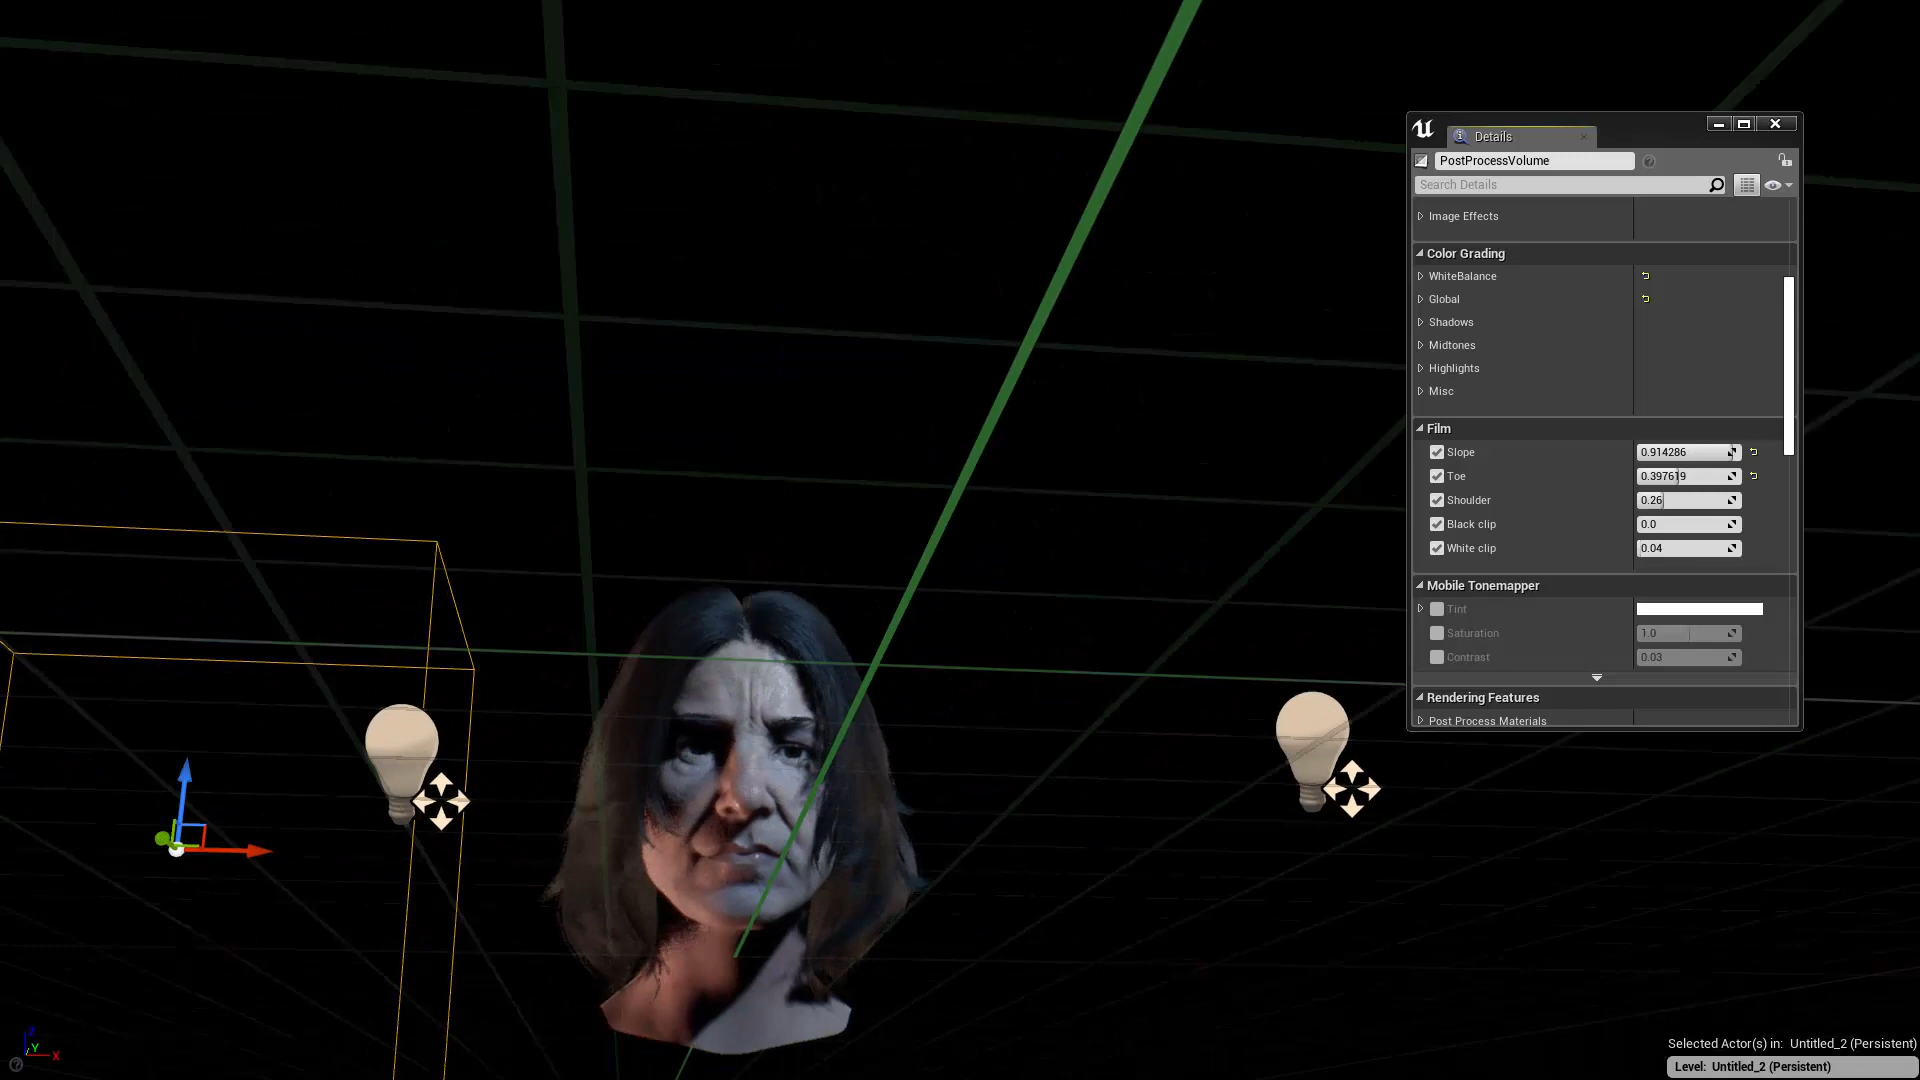 Details
PostProcessVolume
Search Details
Image Effects
Color Grading
WhiteBalance
Global
Shadows
Midtones
Highlights
Misc
Film
Slope 0.914286
Toe 0.397619
Shoulder 0.26
Black clip 0.0
White clip 0.04
Mobile Tonemapper
Tint
Saturation 1.0
Contrast 0.03
Rendering Features
Post Process Materials
Z
Y
X
Selected Actor(s) in: Untitled_2 (Persistent)
Level: Untitled_2 (Persistent)